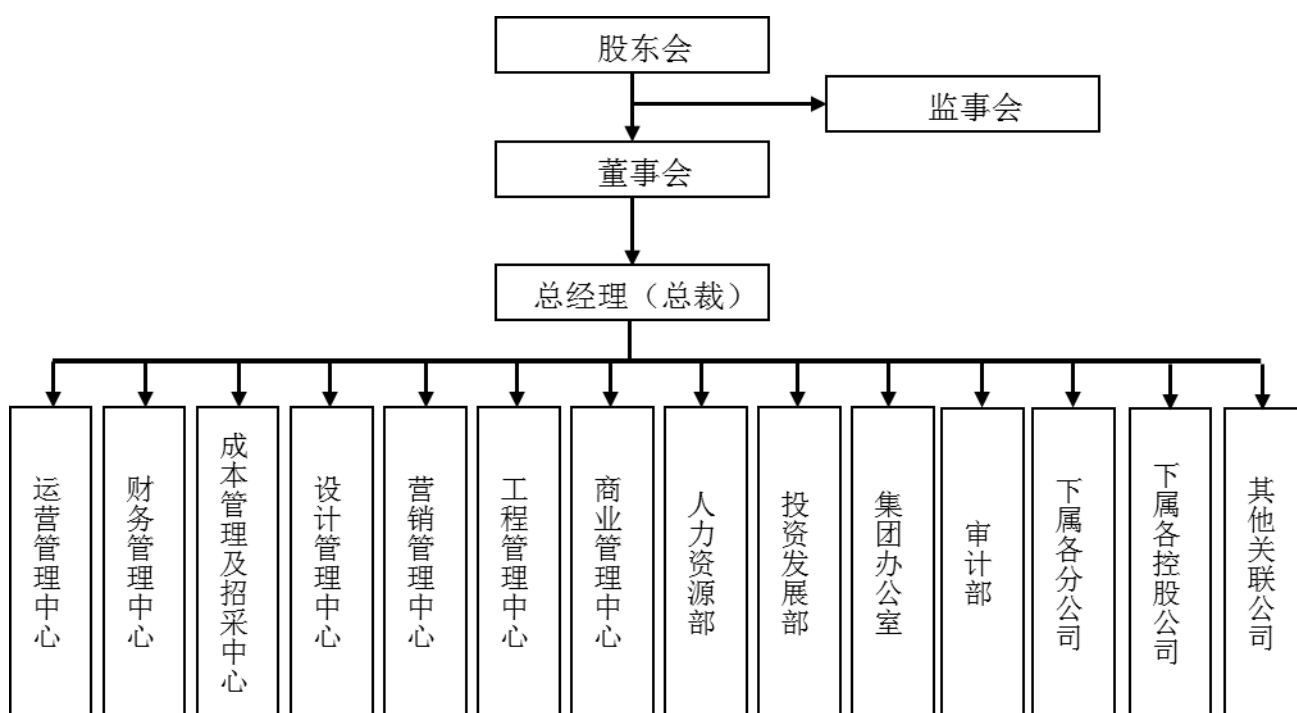 股东会
监事会
董事会
总经理（总裁）
运营管理中心
财务管理中心
成本管理及招采中心
设计管理中心
营销管理中心
工程管理中心
商业管理中心
人力资源部
投资发展部
集团办公室
审计部
下属各分公司
下属各控股公司
其他关联公司